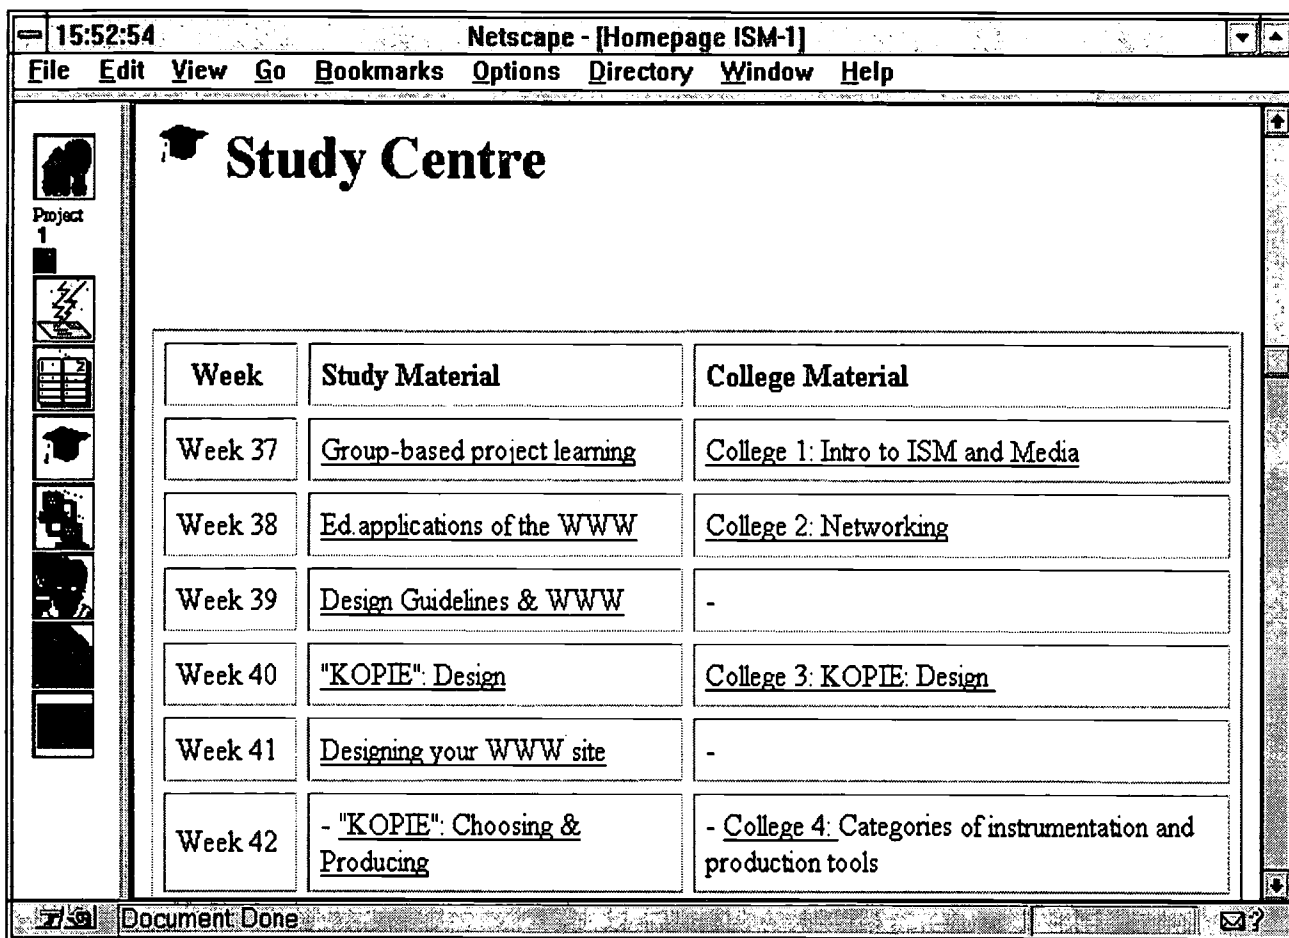 15:52:54 Netscape - [Homepage ISM-1]
File Edit View Go Bookmarks Options Directory Window Help
Study Centre
Project
1
Week Study Material College Material
Week 37 Group-based project learning College 1: Intro to ISM and Media
Week 38 Ed.applications of the WWW College 2: Networking
Week 39 Design Guidelines & WWW -
Week 40 "KOPIE": Design College 3: KOPIE: Design
Week 41 Designing your WWW site -
Week 42 - "KOPIE": Choosing & - College 4: Categories of instrumentation and
Producing production tools
Document: Done